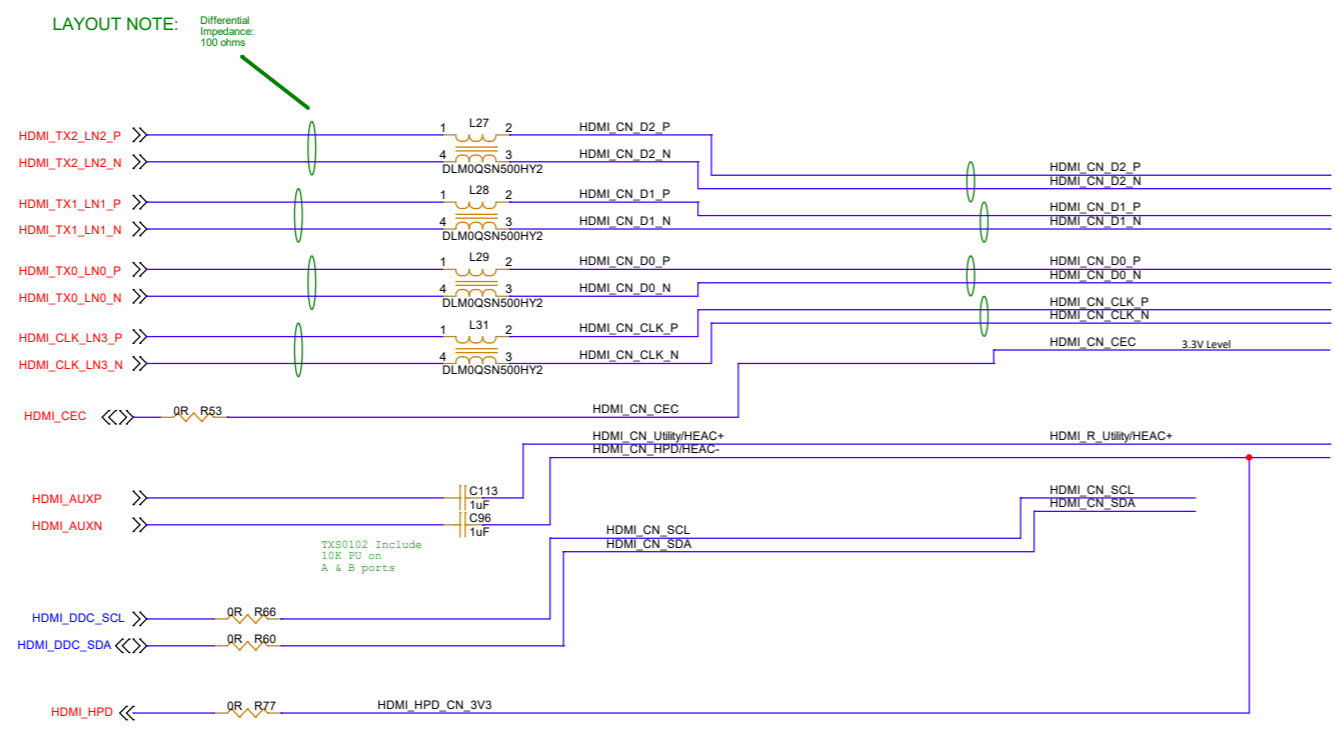 LAYOUT NOTE:
Differential
Impedance:
100 ohms
HDMI_TX2_LN2_P
1
L27
2
HDMI_CN_D2_P
HDMI_TX2_LN2_N
4
3
HDMI_CN_D2_N
DLM0QSN500HY2
HDMI_CN_D2_P
HDMI_CN_D2_N
HDMI_TX1_LN1_P
1
L28
2
HDMI_CN_D1_P
HDMI_TX1_LN1_N
4
3
HDMI_CN_D1_N
DLM0QSN500HY2
HDMI_CN_D1_P
HDMI_CN_D1_N
HDMI_TX0_LN0_P
1
L29
2
HDMI_CN_D0_P
HDMI_TX0_LN0_N
4
3
HDMI_CN_D0_N
DLM0QSN500HY2
HDMI_CN_D0_P
HDMI_CN_D0_N
HDMI_CLK_LN3_P
1
L31
2
HDMI_CN_CLK_P
HDMI_CLK_LN3_N
4
3
HDMI_CN_CLK_N
DLM0QSN500HY2
HDMI_CN_CLK_P
HDMI_CN_CLK_N
HDMI_CN_CEC
3.3V Level
HDMI_CEC
0R
R53
HDMI_CN_CEC
HDMI_CN_Utility/HEAC+
HDMI_CN_HPD/HEAC-
HDMI_R_Utility/HEAC+
HDMI_AUXP
C113
1uF
HDMI_AUXN
C96
1uF
HDMI_CN_SCL
HDMI_CN_SDA
HDMI_CN_SCL
HDMI_CN_SDA
TXS0102 Include
10K PU on
A & B ports
HDMI_DDC_SCL
0R
R66
HDMI_DDC_SDA
0R
R60
HDMI_HPD
0R
R77
HDMI_HPD_CN_3V3